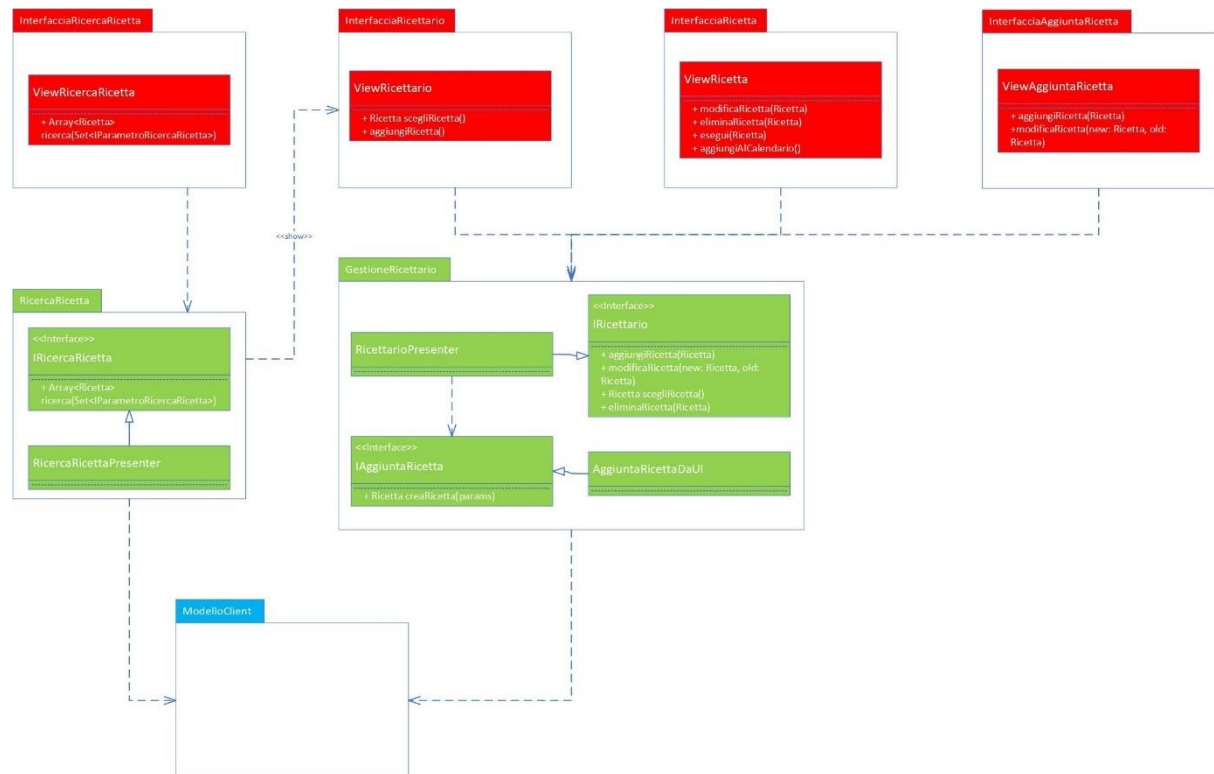 InterfacciaRicercaRicetta
ViewRicercaRicetta
+ Array<Ricetta>
ricerca(Set<IParametroRicercaRicetta>)
InterfacciaRicettario
ViewRicettario
+ Ricetta scegliRicetta()
+ aggiungiRicetta()
InterfacciaRicetta
ViewRicetta
+ modificaRicetta(Ricetta)
+ eliminaRicetta(Ricetta)
+ esegui(Ricetta)
+ aggiungiAlCalendario()
InterfacciaAggiuntaRicetta
ViewAggiuntaRicetta
+ aggiungiRicetta(Ricetta)
+modificaRicetta(new: Ricetta, old:
Ricetta)
<<show>>
RicercaRicetta
<<Interface>>
IRicercaRicetta
+ Array<Ricetta>
ricerca(Set<IParametroRicercaRicetta>)
RicercaRicettaPresenter
GestioneRicettario
RicettarioPresenter
<<Interface>>
IRicettario
+ aggiungiRicetta(Ricetta)
+ modificaRicetta(new: Ricetta, old:
Ricetta)
+ Ricetta scegliRicetta()
+ eliminaRicetta(Ricetta)
<<Interface>>
IAggiuntaRicetta
+ Ricetta creaRicetta(params)
AggiuntaRicettaDaUI
ModelloClient